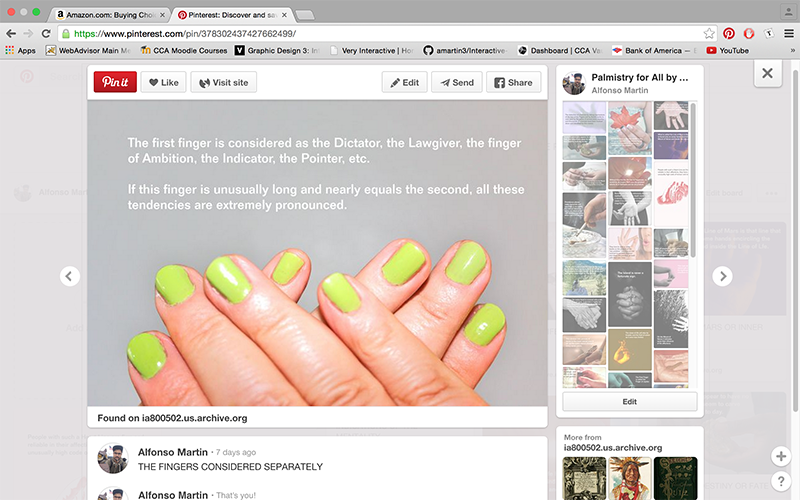 Amazon.com: Buying Choic
Pinterest: Discover and sav
https://www.pinterest.com/pin/378302437427662499/
Apps
WebAdvisor Main Me
CCA Moodle Courses
Graphic Design 3: Int
Very Interactive | Ho
amartin3/Interactive-
Dashboard | CCA Va
Bank of America —
YouTube
»
Pin it
Like
Visit site
Edit
Send
Share
The first finger is considered as the Dictator, the Lawgiver, the finger
of Ambition, the Indicator, the Pointer, etc.
If this finger is unusually long and nearly equals the second, all these
tendencies are extremely pronounced.
Found on ia800502.us.archive.org
Alfonso Martin · 7 days ago
THE FINGERS CONSIDERED SEPARATELY
Alfonso Martin · That's you!
Palmistry for All by ...
Alfonso Martin
Edit
More from
ia800502.us.archive.org
+
?